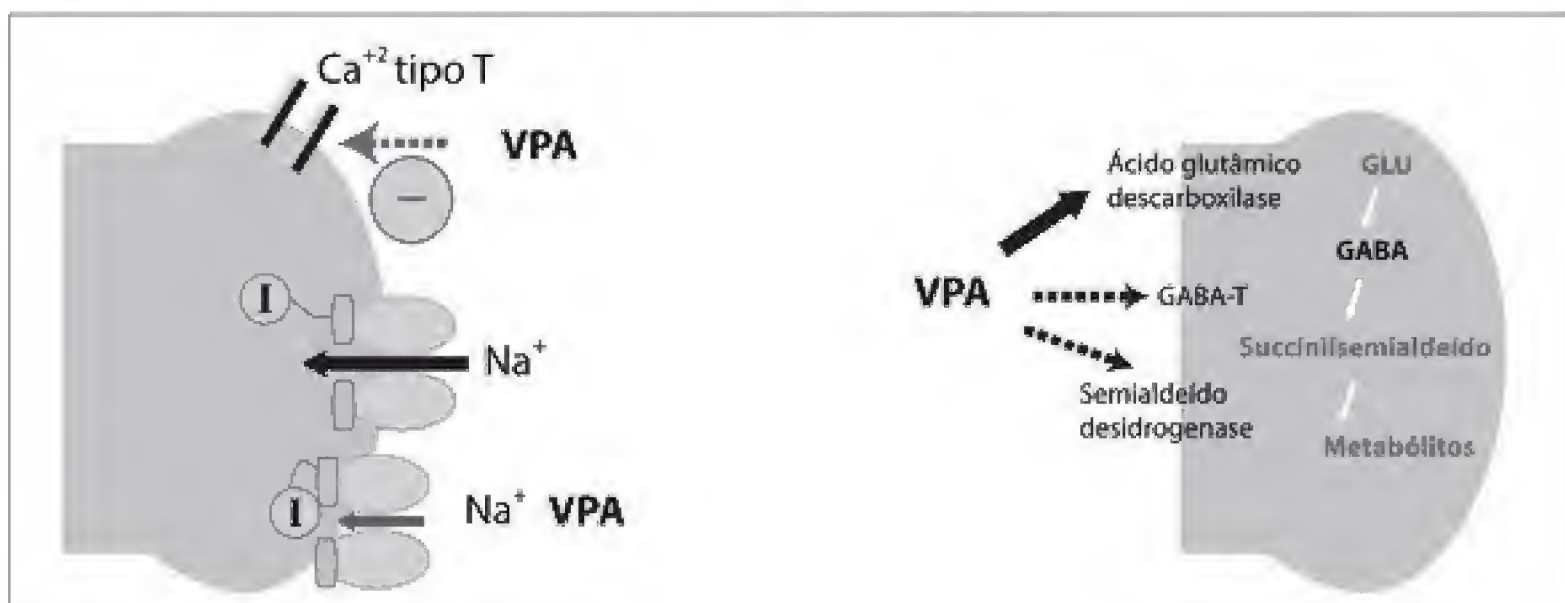 Ca⁺² tipo T
VPA
−
I
Na⁺
I
Na⁺ VPA
VPA
Ácido glutâmico
descarboxilase
GABA-T
Semialdeído
desidrogenase
GLU
GABA
Succinilsemialdeído
Metabólitos